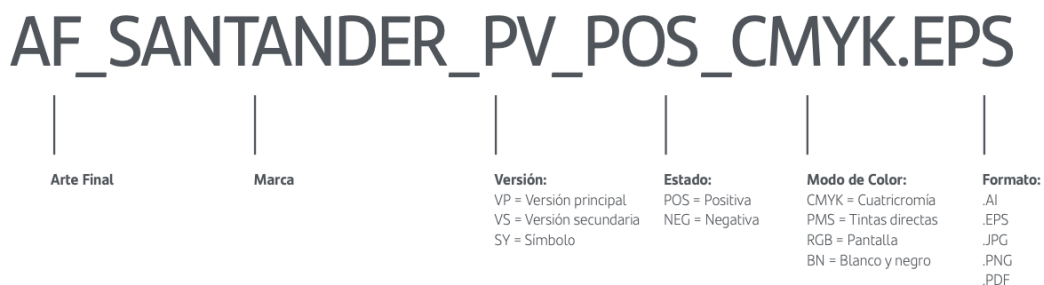 AF_SANTANDER_PV_POS_CMYK.EPS
Arte Final
Marca
Versión:
VP = Versión principal
VS = Versión secundaria
SY = Símbolo
Estado:
POS = Positiva
NEG = Negativa
Modo de Color:
CMYK = Cuatricromía
PMS = Tintas directas
RGB = Pantalla
BN = Blanco y negro
Formato:
.AI
.EPS
.JPG
.PNG
.PDF